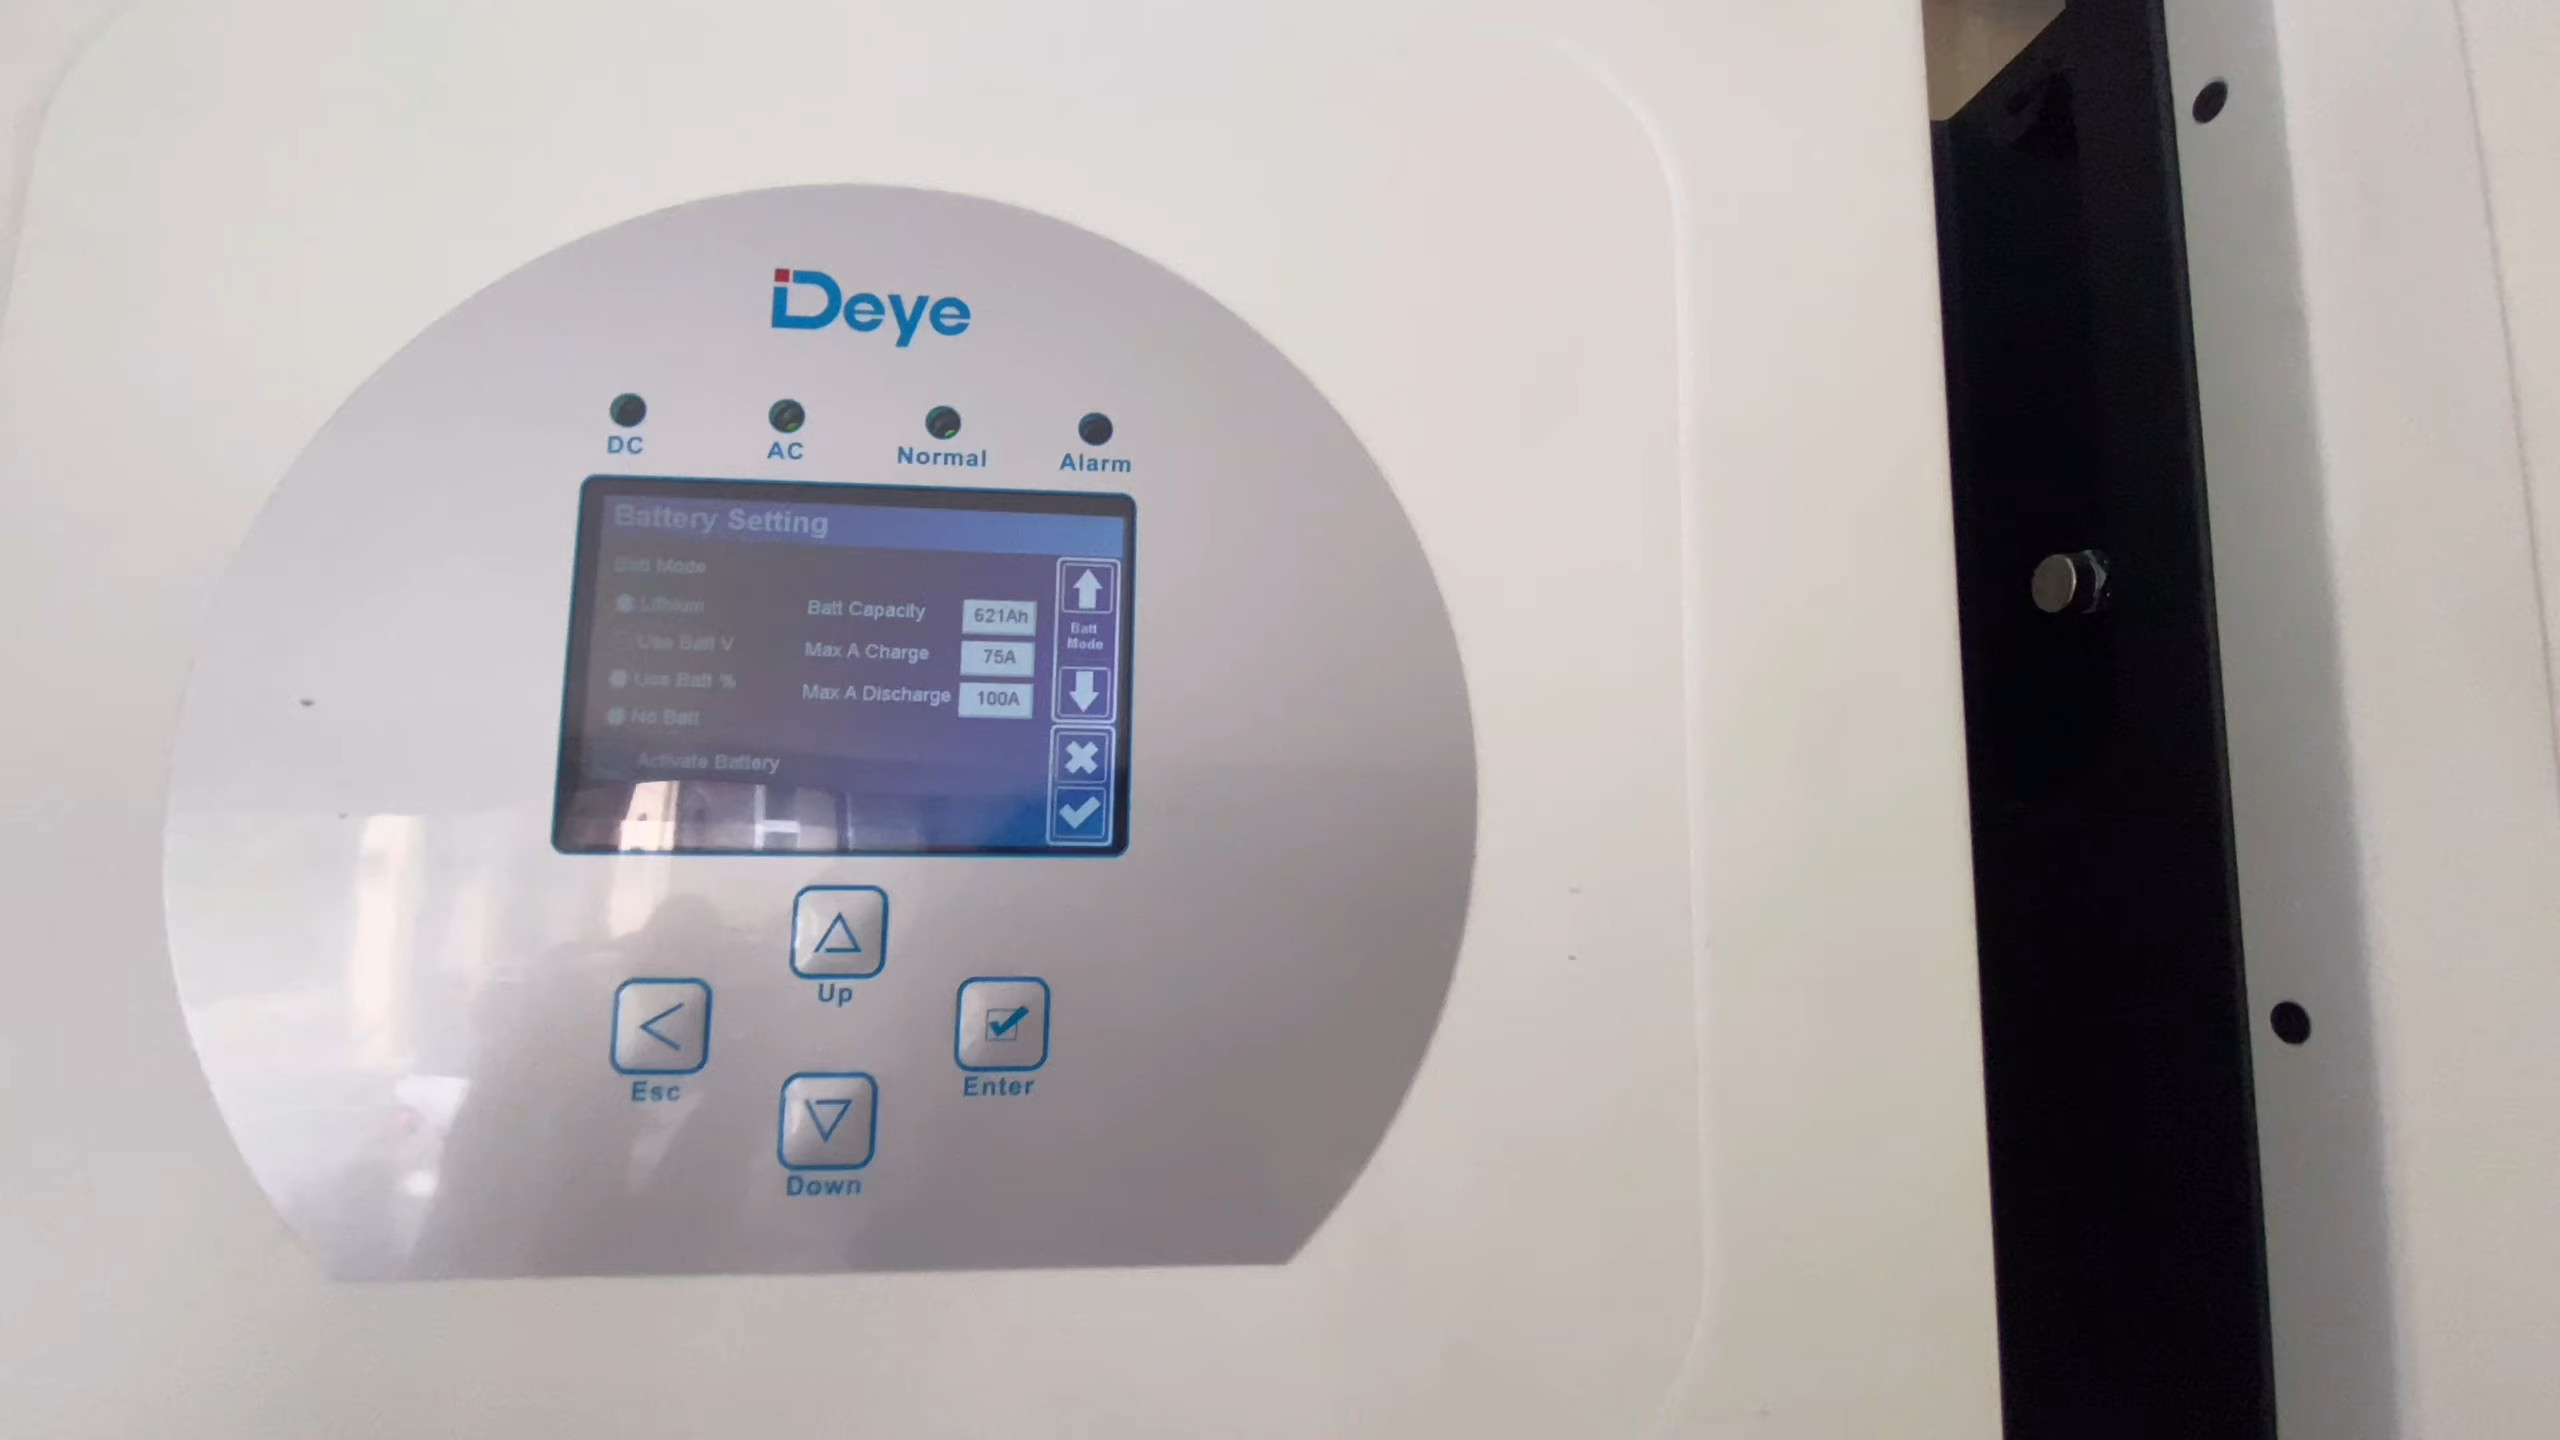 Deye
DC AC Normal Alarm
Battery Setting
Batt Mode
Lithium
Use Batt V
Use Batt %
No Batt
Activate Battery
Batt Capacity 621Ah
Max A Charge 75A
Max A Discharge 100A
Batt
Mode
Up
Esc
Enter
Down